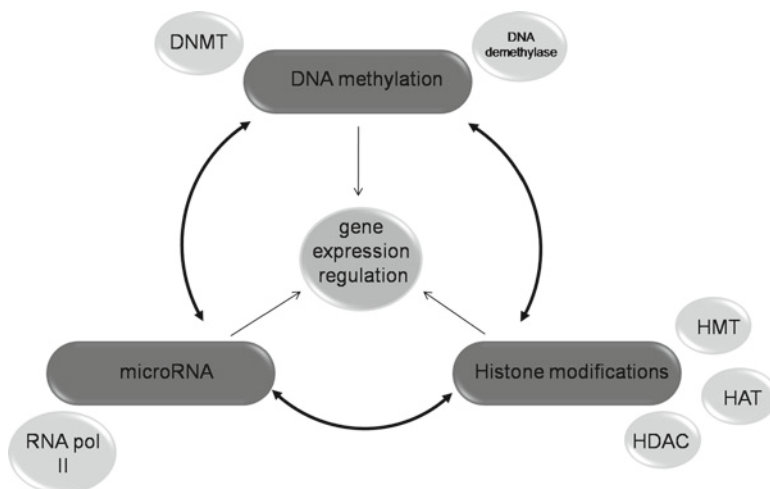 DNMT
DNA
demethylase
DNA methylation
gene
expression
regulation
HMT
microRNA
Histone modifications
HAT
RNA pol
II
HDAC